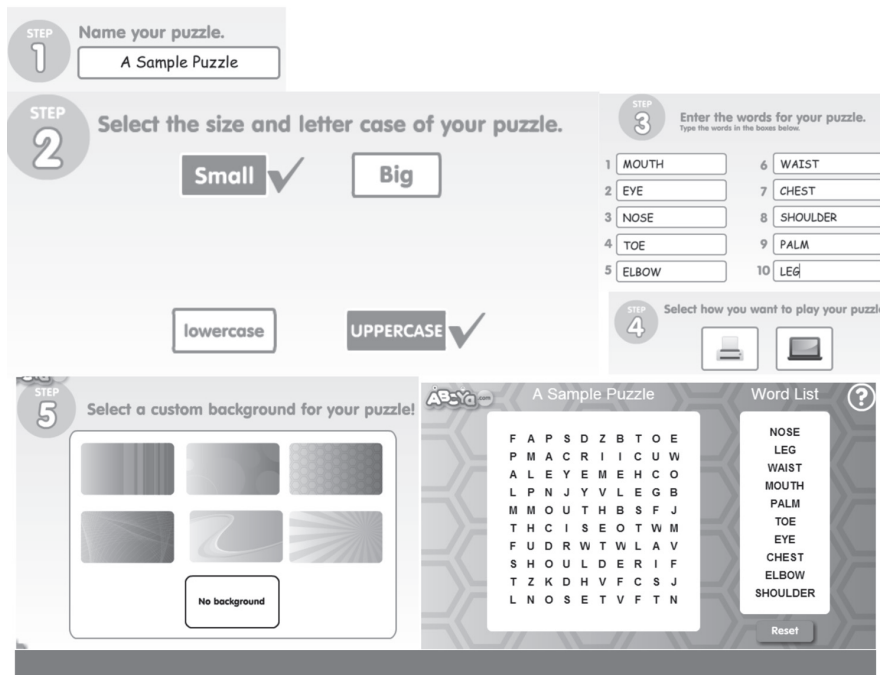 STEP
1
Name your puzzle.
A Sample Puzzle
STEP
2
Select the size and letter case of your puzzle.
Small
Big
lowercase
UPPERCASE
STEP
3
Enter the words for your puzzle.
Type the words in the boxes below.
1 MOUTH
2 EYE
3 NOSE
4 TOE
5 ELBOW
6 WAIST
7 CHEST
8 SHOULDER
9 PALM
10 LEG
STEP
4
Select how you want to play your puzzl
STEP
5
Select a custom background for your puzzle!
No background
ABCYa.com
A Sample Puzzle
F A P S D Z B T O E
P M A C R I I C U W
A L E Y E M E H C O
L P N J Y V L E G B
M M O U T H B S F J
T H C I S E O T W M
F U D R W T W L A V
S H O U L D E R I F
T Z K D H V F C S J
L N O S E T V F T N
Word List
?
NOSE
LEG
WAIST
MOUTH
PALM
TOE
EYE
CHEST
ELBOW
SHOULDER
Reset